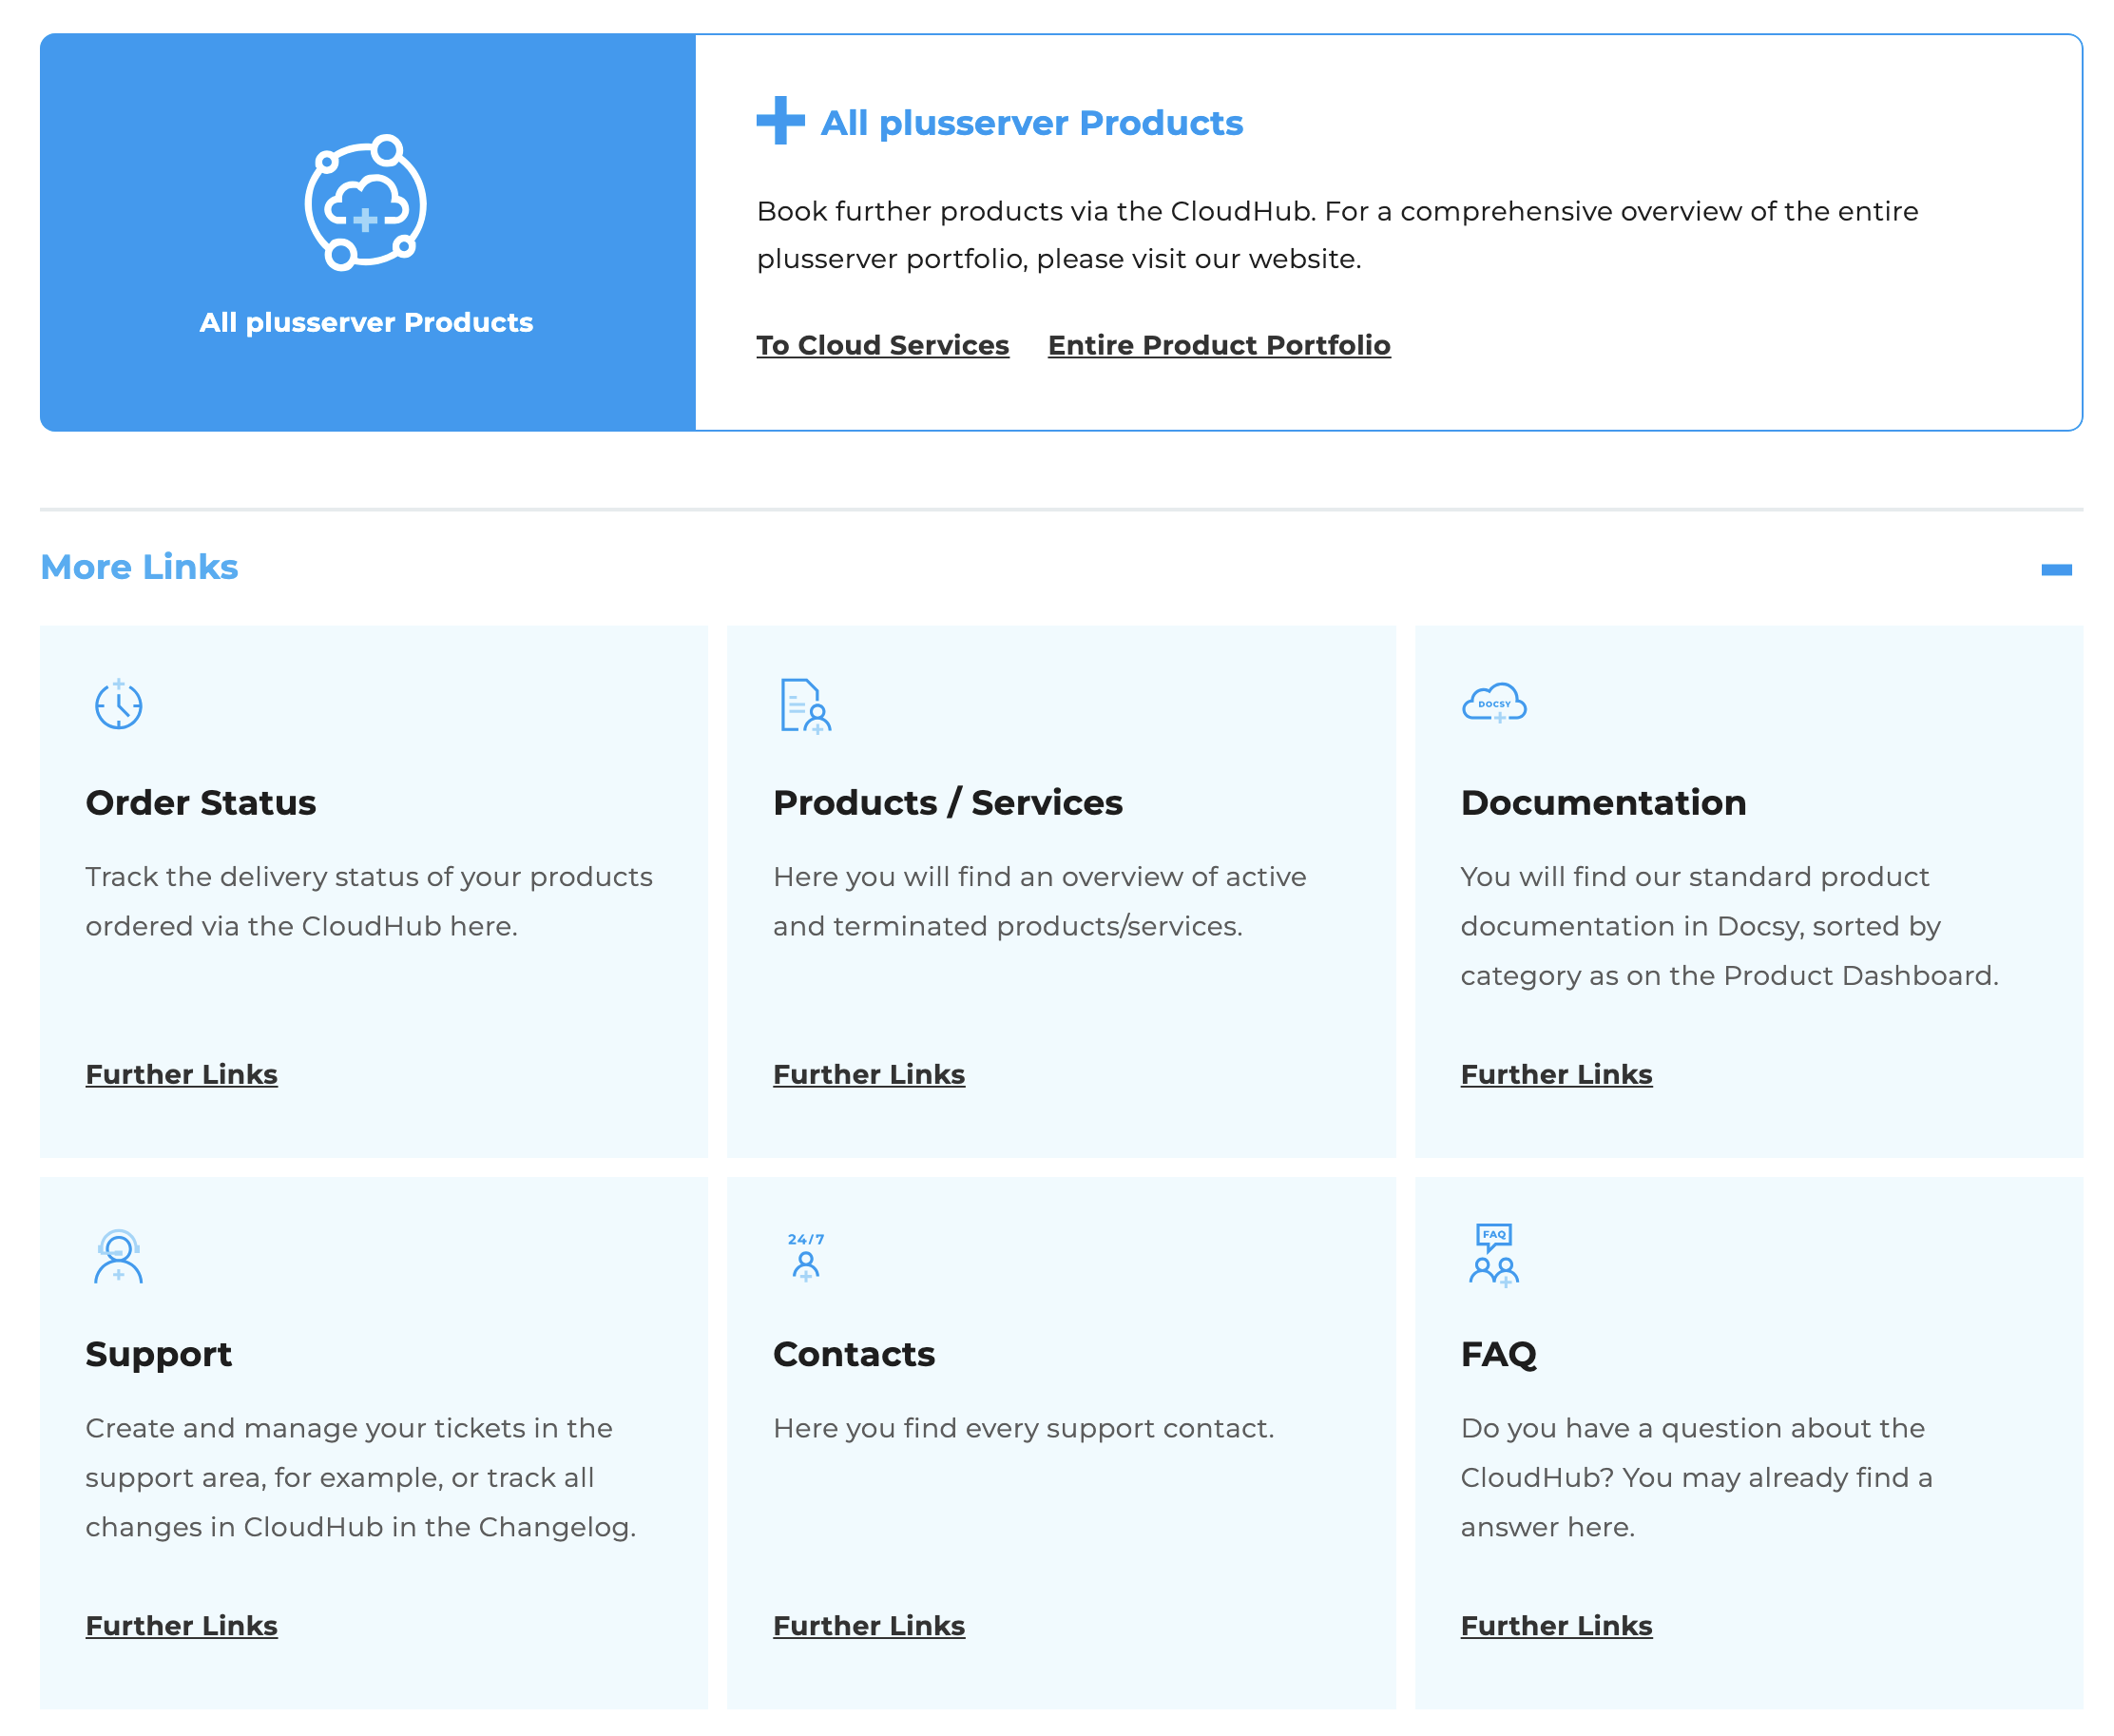 All plusserver Products
All plusserver Products
Book further products via the CloudHub. For a comprehensive overview of the entire
plusserver portfolio, please visit our website.
To Cloud Services Entire Product Portfolio
More Links
Order Status
Track the delivery status of your products
ordered via the CloudHub here.
Further Links
Products / Services
Here you will find an overview of active
and terminated products/services.
Further Links
DOCSY
Documentation
You will find our standard product
documentation in Docsy, sorted by
category as on the Product Dashboard.
Further Links
Support
Create and manage your tickets in the
support area, for example, or track all
changes in CloudHub in the Changelog.
Further Links
24/7
Contacts
Here you find every support contact.
Further Links
FAQ
FAQ
Do you have a question about the
CloudHub? You may already find a
answer here.
Further Links